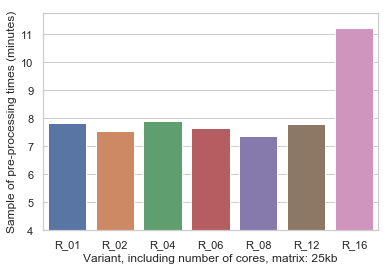 Sample of pre-processing times (minutes)
11
10
9
8
7
6
5
4
R_01 R_02 R_04 R_06 R_08 R_12 R_16
Variant, including number of cores, matrix: 25kb